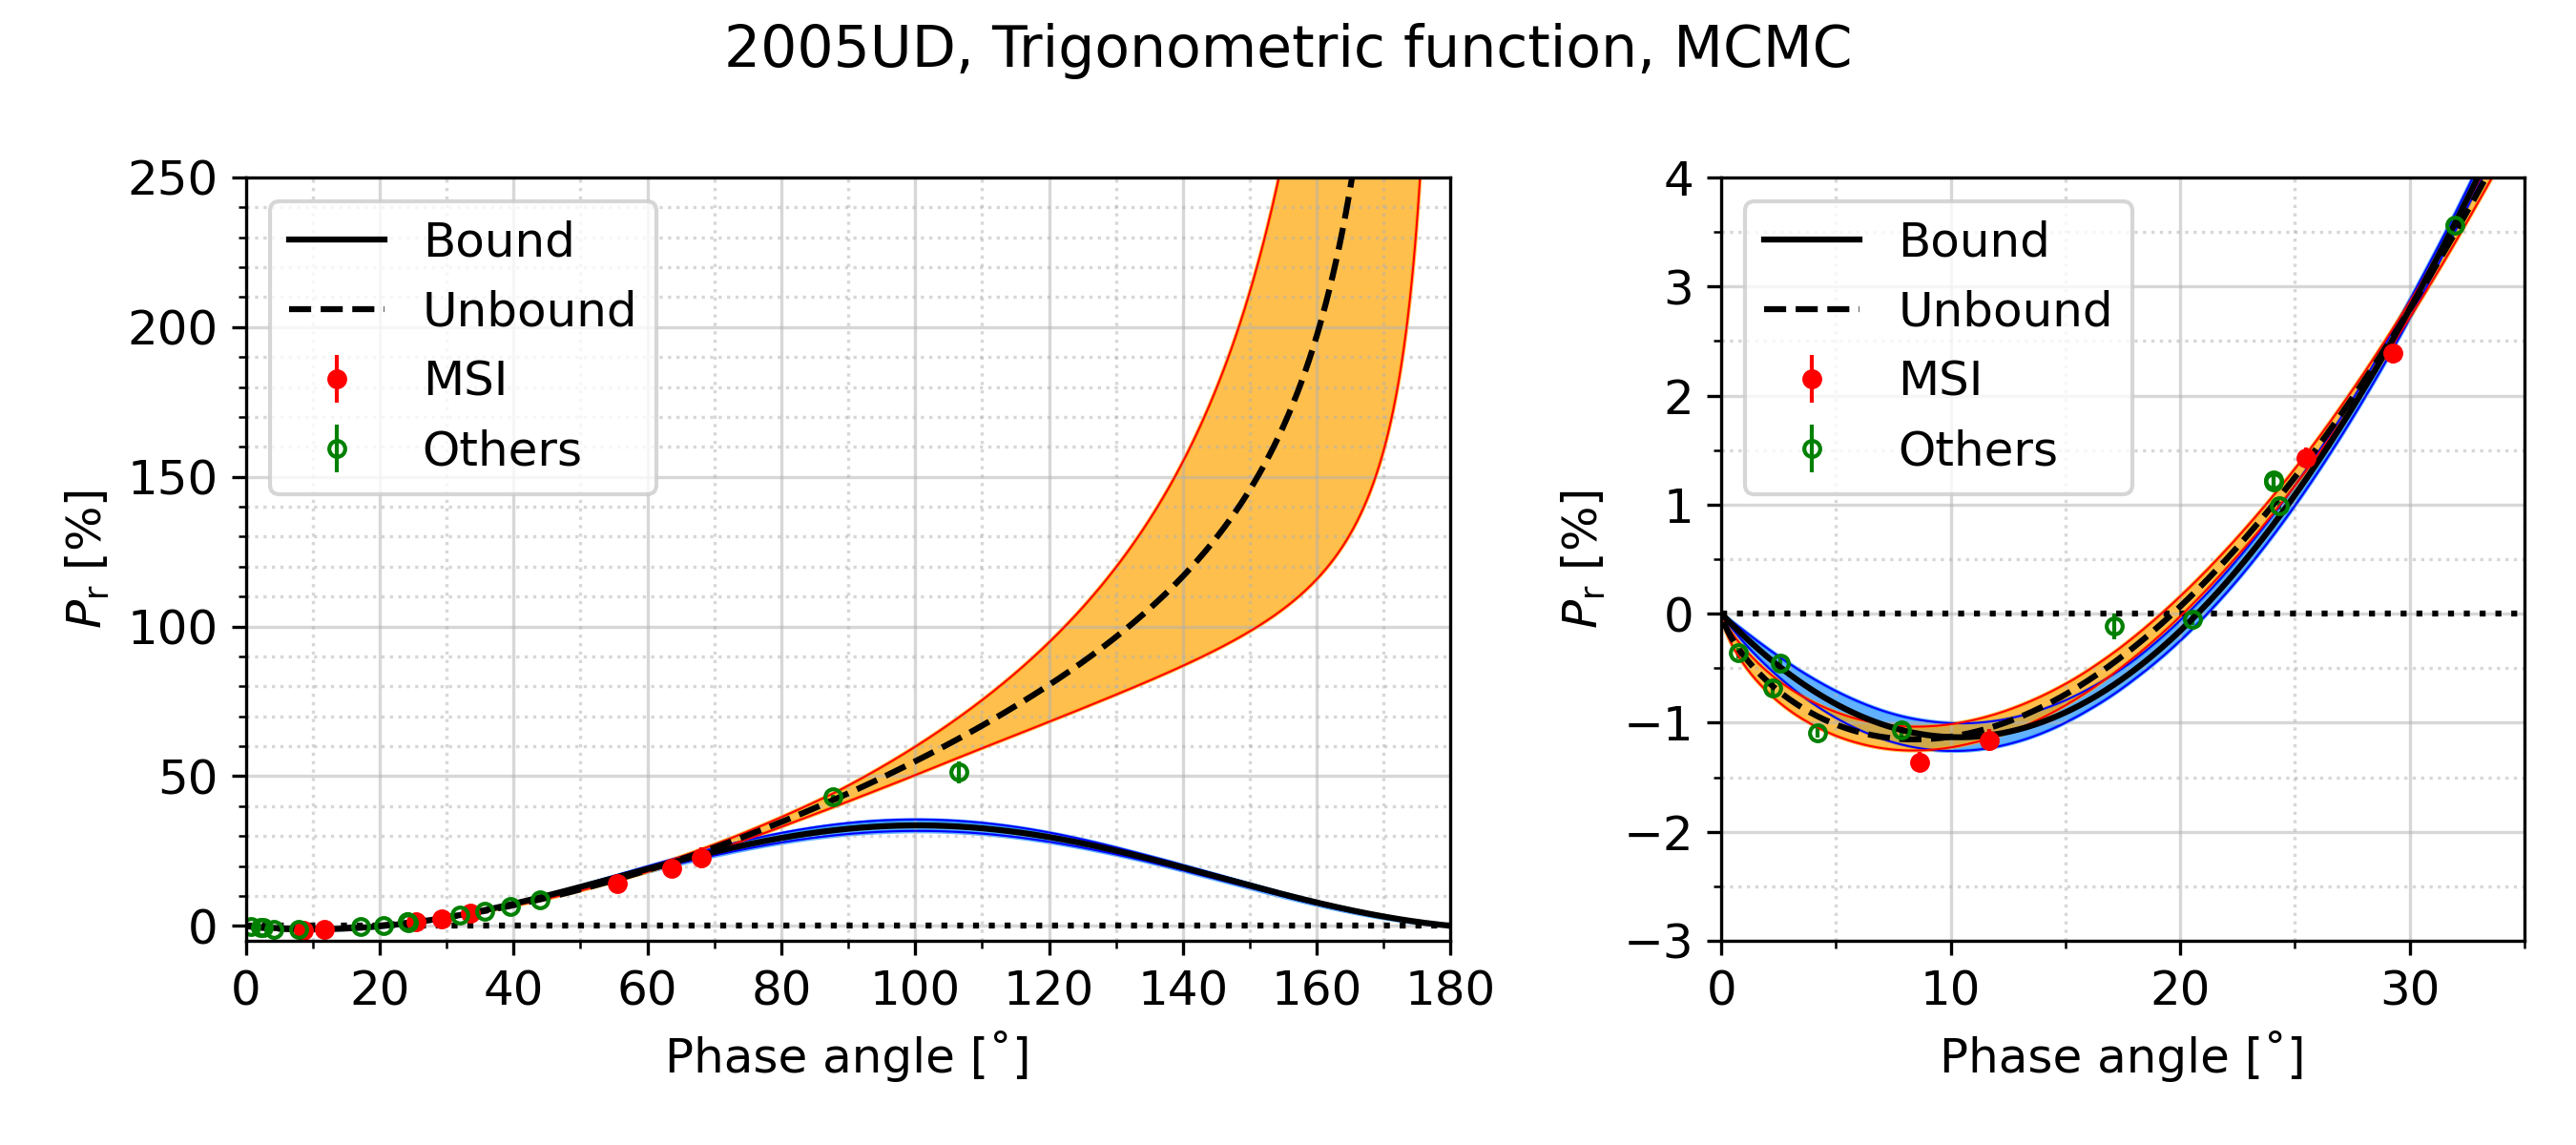 2005UD, Trigonometric function, MCMC
250
200
150
100
50
0
P_r [%]
Bound
Unbound
MSI
Others
0 20 40 60 80 100 120 140 160 180
Phase angle [˚]
4
3
2
1
0
−1
−2
−3
P_r [%]
Bound
Unbound
MSI
Others
0 10 20 30
Phase angle [˚]